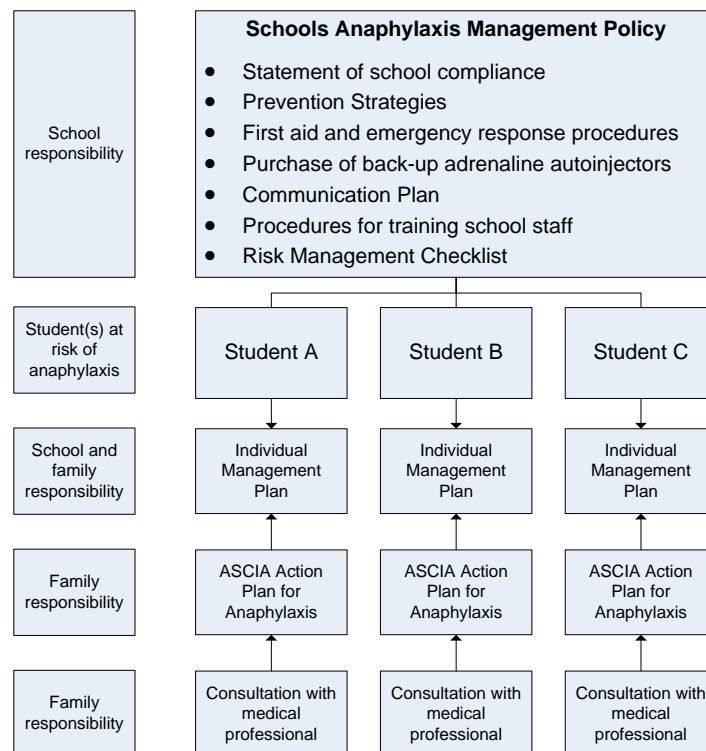 School
responsibility
Schools Anaphylaxis Management Policy
• Statement of school compliance
• Prevention Strategies
• First aid and emergency response procedures
• Purchase of back-up adrenaline autoinjectors
• Communication Plan
• Procedures for training school staff
• Risk Management Checklist
Student(s) at
risk of
anaphylaxis
Student A
Student B
Student C
School and
family
responsibility
Individual
Management
Plan
Individual
Management
Plan
Individual
Management
Plan
Family
responsibility
ASCIA Action
Plan for
Anaphylaxis
ASCIA Action
Plan for
Anaphylaxis
ASCIA Action
Plan for
Anaphylaxis
Family
responsibility
Consultation with
medical
professional
Consultation with
medical
professional
Consultation with
medical
professional